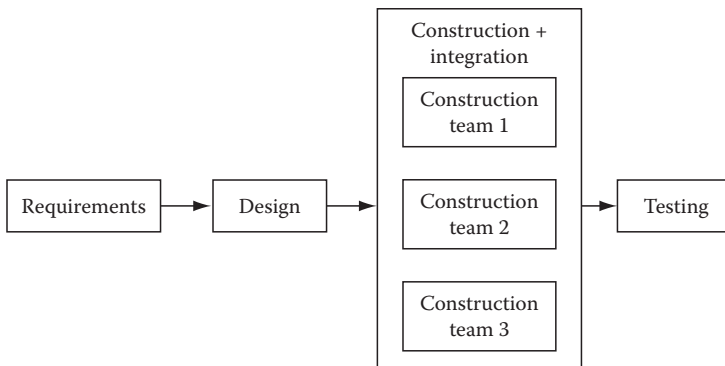 Construction +
integration
Construction
team 1
Requirements
Design
Construction
team 2
Testing
Construction
team 3